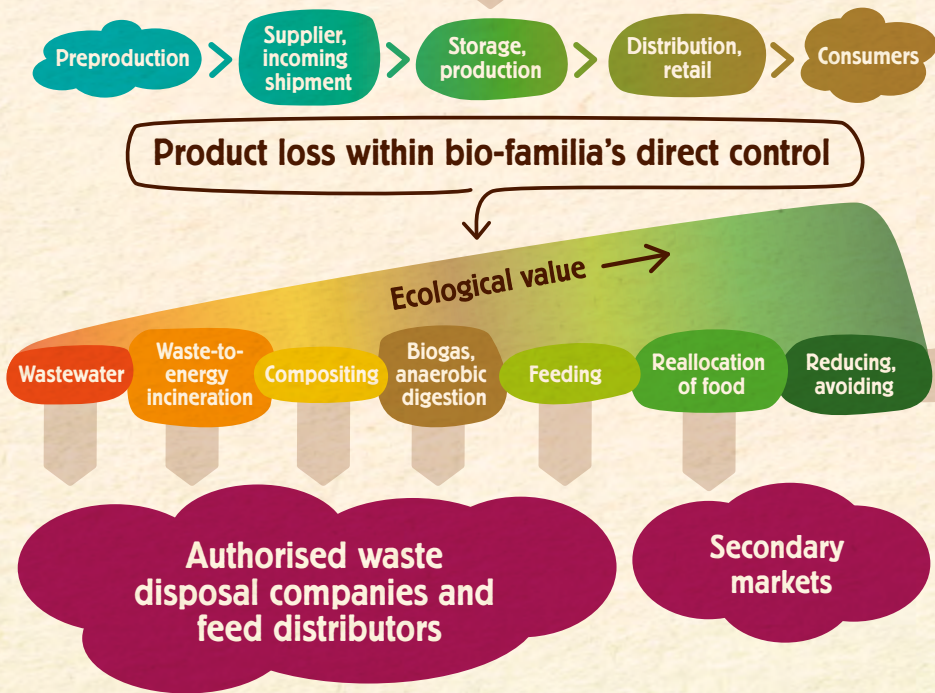 Preproduction
Supplier,
incoming
shipment
Storage,
production
Distribution,
retail
Consumers
Product loss within bio-familia’s direct control
Ecological value
Wastewater
Waste-to-
energy
incineration
Compositing
Biogas,
anaerobic
digestion
Feeding
Reallocation
of food
Reducing,
avoiding
Authorised waste
disposal companies and
feed distributors
Secondary
markets